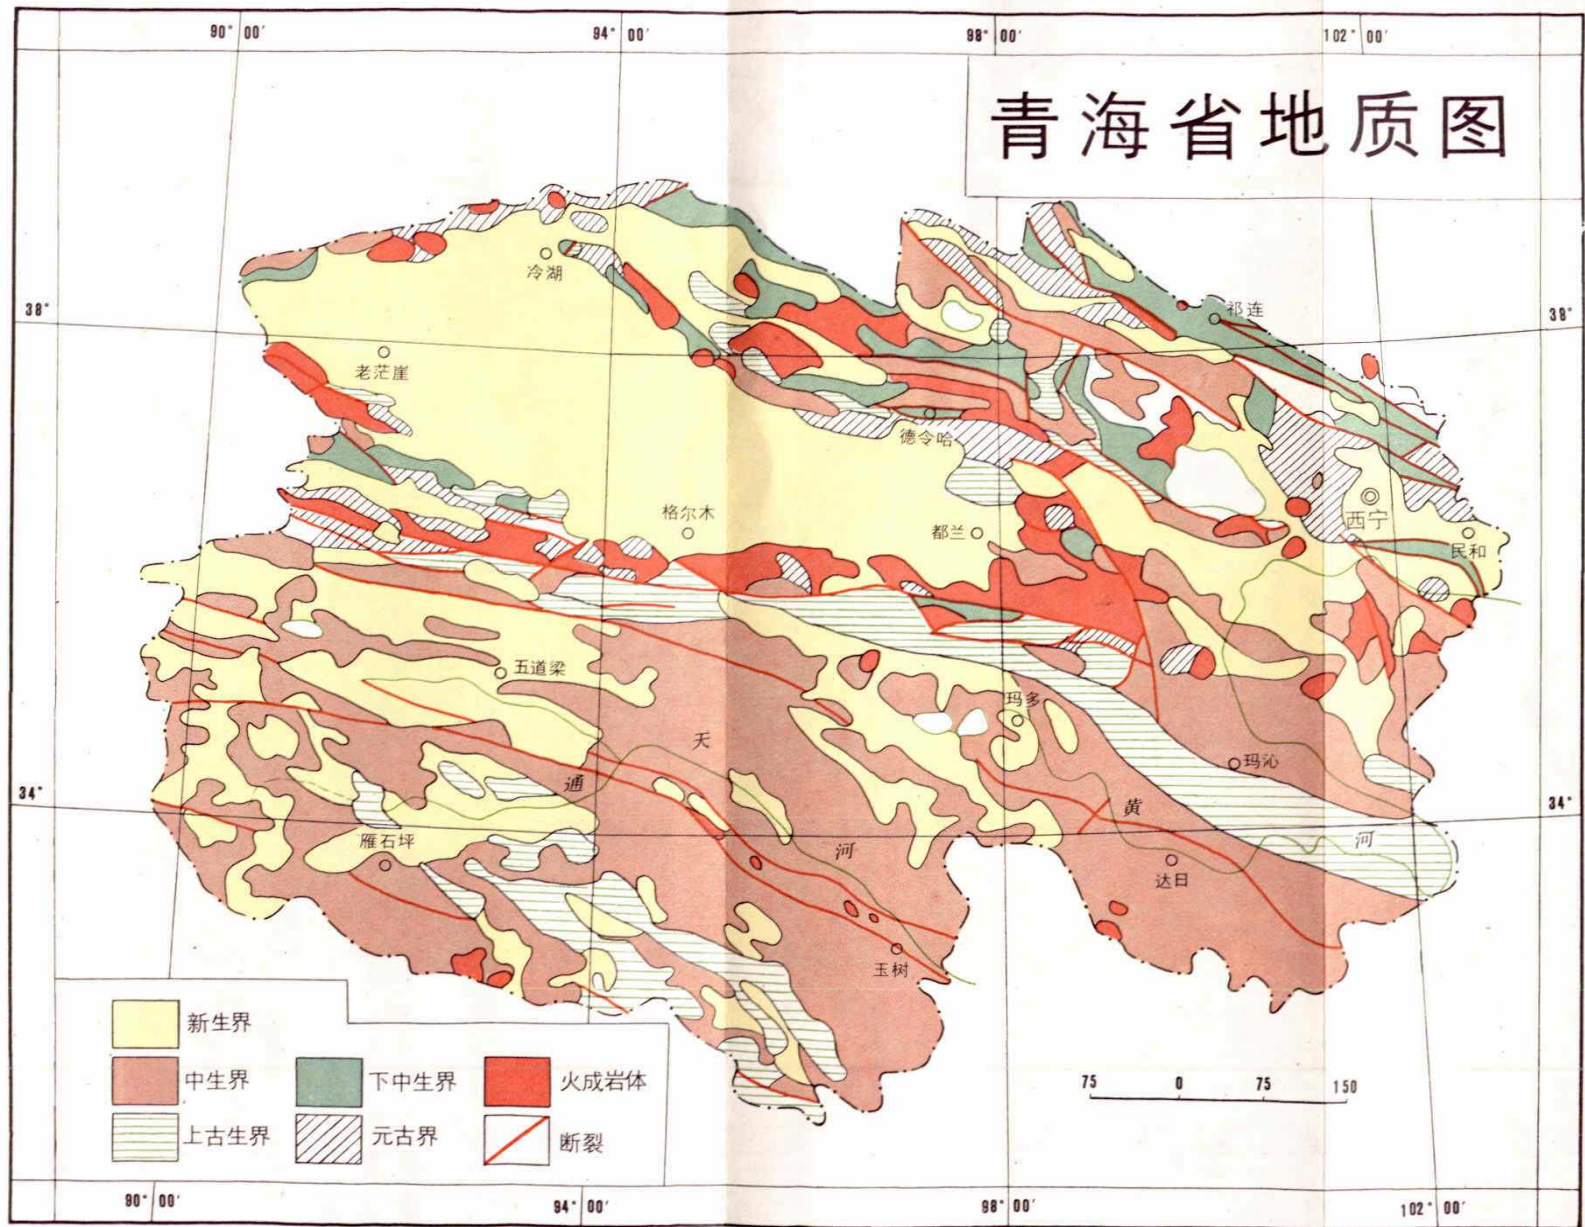 90° 00′ 94° 00′ 98° 00′ 102° 00′
青海省地质图
冷湖
祁连
38° 38°
老茫崖
德令哈
格尔木
都兰
西宁
民和
五道梁
玛多
天
玛沁
通
34° 34°
黄
河
雁石坪
河
达日
玉树
新生界
中生界 下中生界 火成岩体
上古生界 元古界 断裂
75 0 75 150
90° 00′ 94° 00′ 98° 00′ 102° 00′